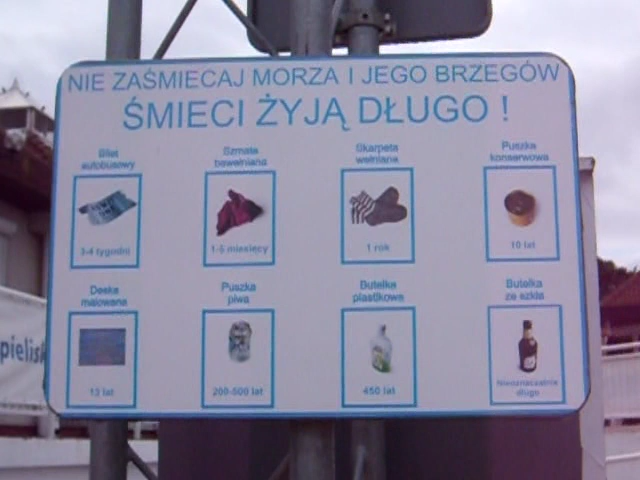 NIE ZAŚMIECAJ MORZA I JEGO BRZEGÓW
ŚMIECI ŻYJĄ DŁUGO !
Bilet
autobusowy
3-4 tygodni
Szmata
bawełniana
1-5 miesięcy
Skarpeta
wełniana
1 rok
Puszka
konserwowa
10 lat
Deska
malowana
13 lat
Puszka
piwa
200-500 lat
Butelka
plastikowa
450 lat
Butelka
ze szkła
Nieoznaczalnie
długo
pielisk